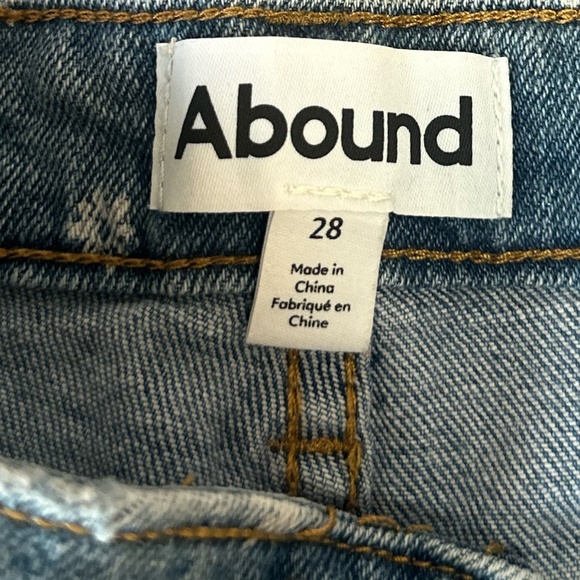 Abound
28
Made in
China
Fabriqué en
Chine